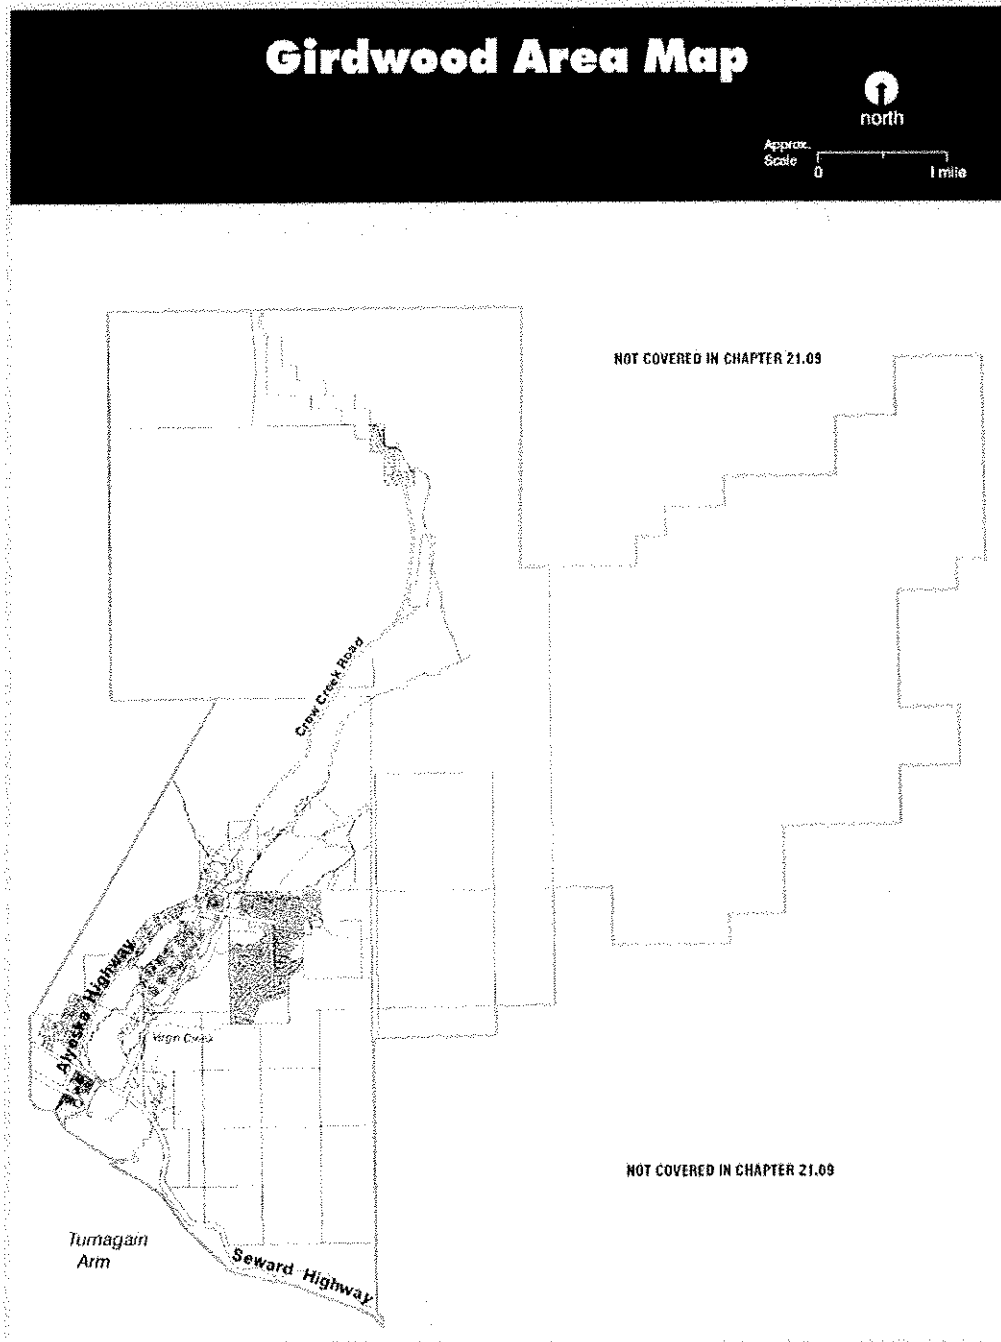 Girdwood Area Map
north
Approx.
Scale
0
1 mile
NOT COVERED IN CHAPTER 21.09
Crow Creek Road
Alyeska Highway
Virgin Creek
NOT COVERED IN CHAPTER 21.09
Turnagain
Arm
Seward Highway